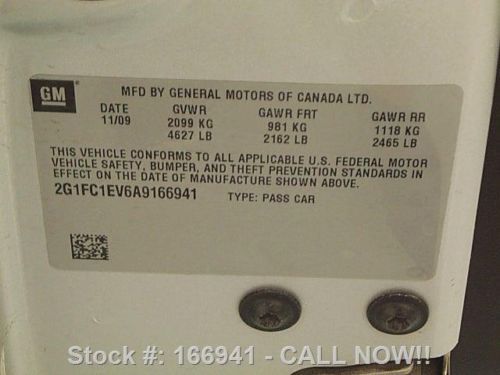 GM
MFD BY GENERAL MOTORS OF CANADA LTD.
DATE GVWR GAWR FRT GAWR RR
11/09 2099 KG 981 KG 1118 KG
4627 LB 2162 LB 2465 LB
THIS VEHICLE CONFORMS TO ALL APPLICABLE U.S. FEDERAL MOTOR
VEHICLE SAFETY, BUMPER, AND THEFT PREVENTION STANDARDS IN
EFFECT ON THE DATE OF MANUFACTURE SHOWN ABOVE.
2G1FC1EV6A9166941 TYPE: PASS CAR
Stock #: 166941 - CALL NOW!!